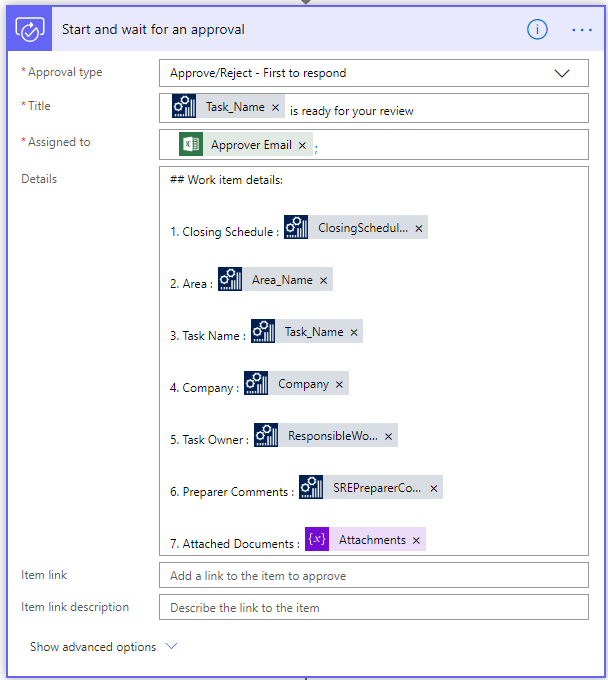 Start and wait for an approval
* Approval type Approve/Reject - First to respond
* Title Task_Name × is ready for your review
* Assigned to Approver Email × ;
Details ## Work item details:
1. Closing Schedule : ClosingSchedul... ×
2. Area : Area_Name ×
3. Task Name : Task_Name ×
4. Company : Company ×
5. Task Owner : ResponsibleWo... ×
6. Preparer Comments : SREPreparerCo... ×
7. Attached Documents : {x} Attachments ×
Item link Add a link to the item to approve
Item link description Describe the link to the item
Show advanced options